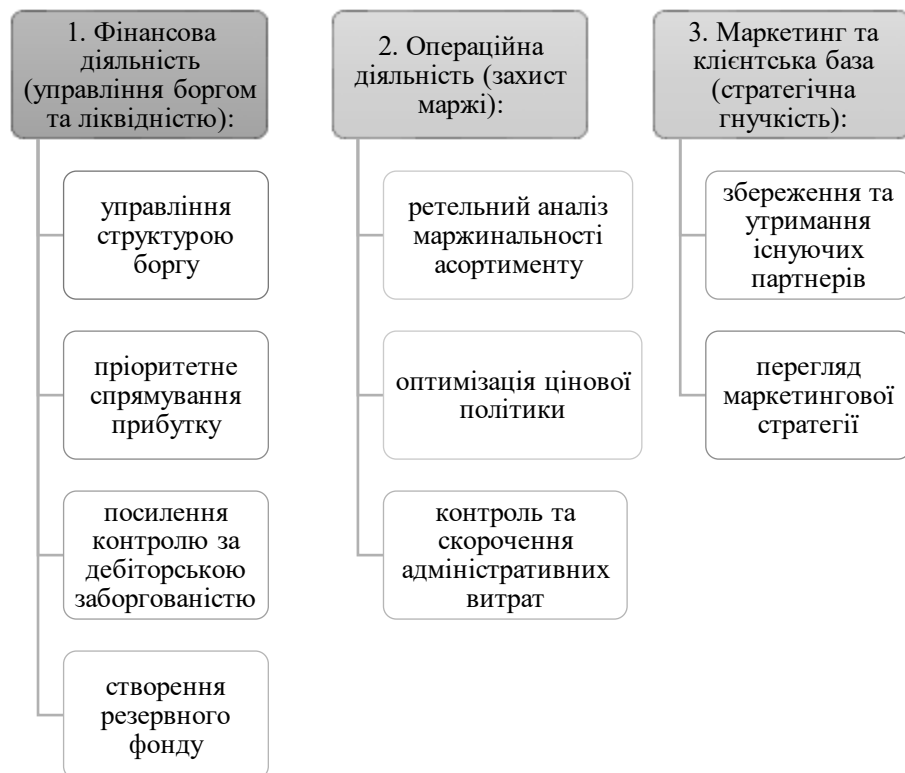 1. Фінансова
діяльність
(управління боргом
та ліквідністю):
управління
структурою
боргу
пріоритетне
спрямування
прибутку
посилення
контролю за
дебіторською
заборгованістю
створення
резервного
фонду
2. Операційна
діяльність (захист
маржі):
ретельний аналіз
маржинальності
асортименту
оптимізація цінової
політики
контроль та
скорочення
адміністративних
витрат
3. Маркетинг та
клієнтська база
(стратегічна
гнучкість):
збереження та
утримання
існуючих
партнерів
перегляд
маркетингової
стратегії